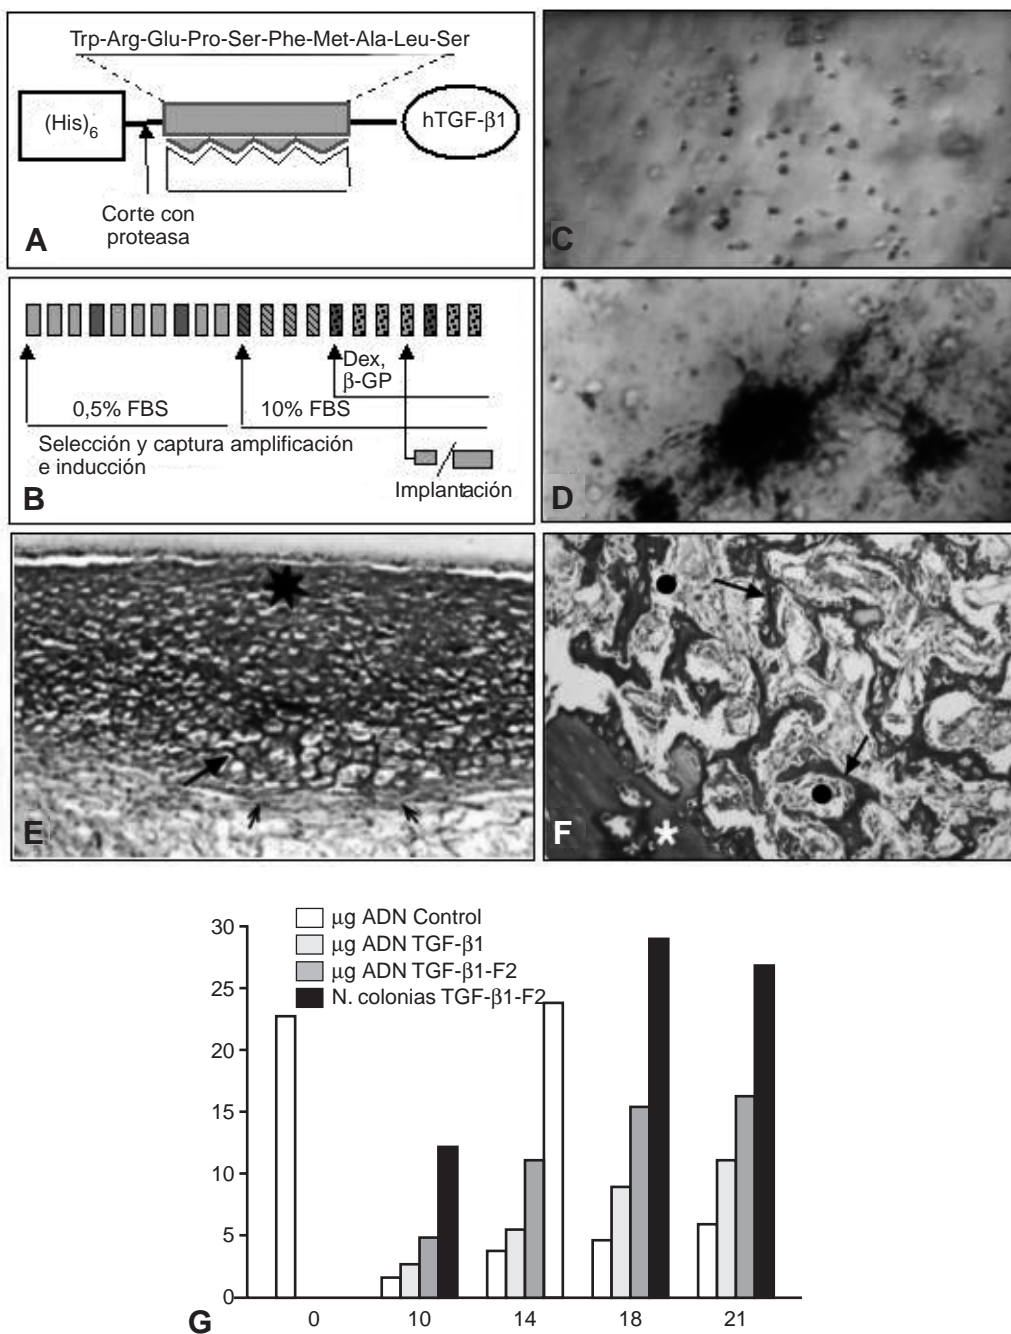 Trp-Arg-Glu-Pro-Ser-Phe-Met-Ala-Leu-Ser
(His)6
hTGF-β1
Corte con
proteasa
A
C
Dex,
β-GP
0,5% FBS
10% FBS
Selección y captura amplificación
e inducción
Implantación
B
D
E
F
*
μg ADN Control
μg ADN TGF-β1
μg ADN TGF-β1-F2
N. colonias TGF-β1-F2
30
25
20
15
10
5
0
0
10
14
18
21
G